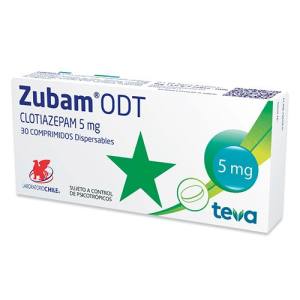 Zubam® ODT
CLOTIAZEPAM 5 mg
30 COMPRIMIDOS Dispersables
5 mg
LABORATORIO CHILE®
SUJETO A CONTROL
DE PSICOTRÓPICOS
teva